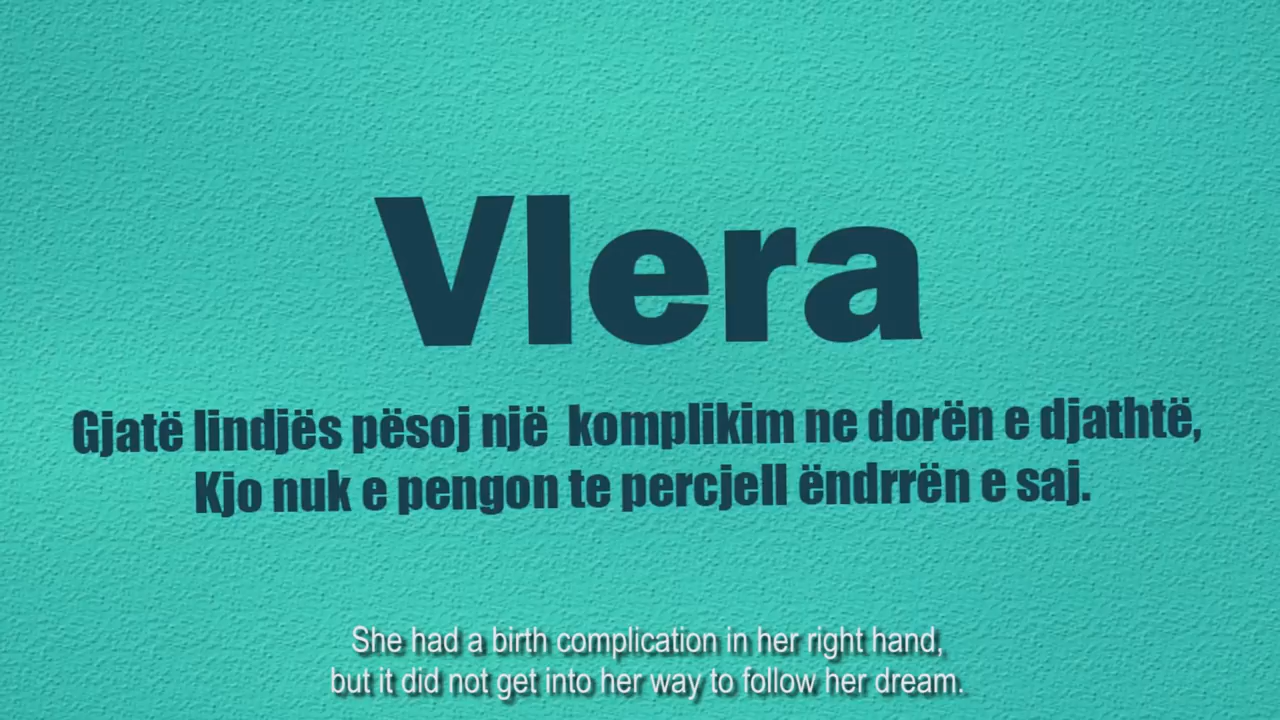 Vlera
Gjatë lindjës pësoj një komplikim ne dorën e djathtë,
Kjo nuk e pengon te percjell ëndrrën e saj.
She had a birth complication in her right hand,
but it did not get into her way to follow her dream.